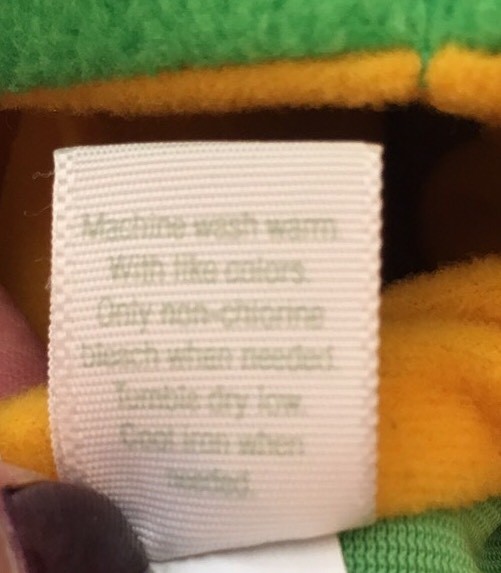 Machine wash warm.
With like colors.
Only non-chlorine
bleach when needed.
Tumble dry low.
Cool iron when
needed.